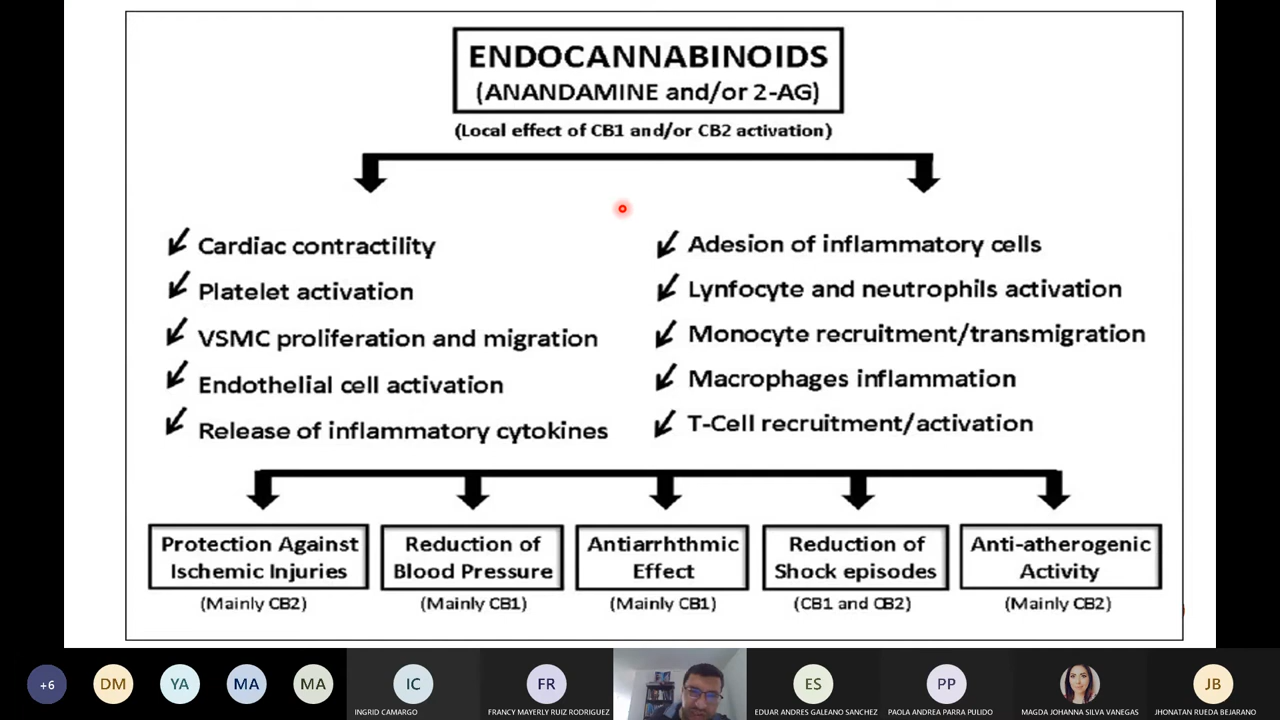 ENDOCANNABINOIDS
(ANANDAMINE and/or 2-AG)
(Local effect of CB1 and/or CB2 activation)
Cardiac contractility
Platelet activation
VSMC proliferation and migration
Endothelial cell activation
Release of inflammatory cytokines
Adesion of inflammatory cells
Lynfocyte and neutrophils activation
Monocyte recruitment/transmigration
Macrophages inflammation
T-Cell recruitment/activation
Protection Against
Ischemic Injuries
(Mainly CB2)
Reduction of
Blood Pressure
(Mainly CB1)
Antiarrhthmic
Effect
(Mainly CB1)
Reduction of
Shock episodes
(CB1 and CB2)
Anti-atherogenic
Activity
(Mainly CB2)
+6
DM
YA
MA
MA
IC
INGRID CAMARGO
FR
FRANCY MAYERLY RUIZ RODRIGUEZ
ES
EDUAR ANDRES GALEANO SANCHEZ
PP
PAOLA ANDREA PARRA PULIDO
MAGDA JOHANNA SILVA VANEGAS
JB
JHONATAN RUEDA BEJARANO